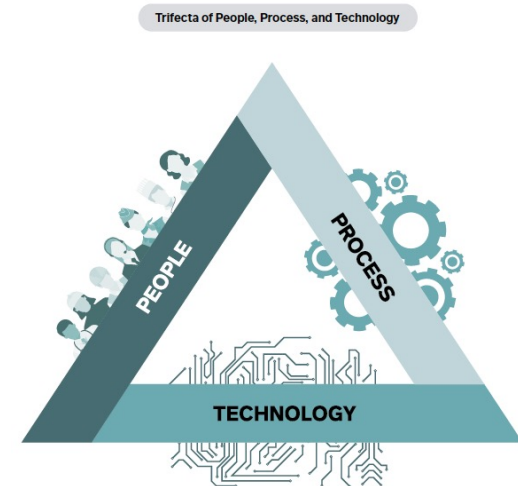 Trifecta of People, Process, and Technology
PEOPLE
PROCESS
TECHNOLOGY